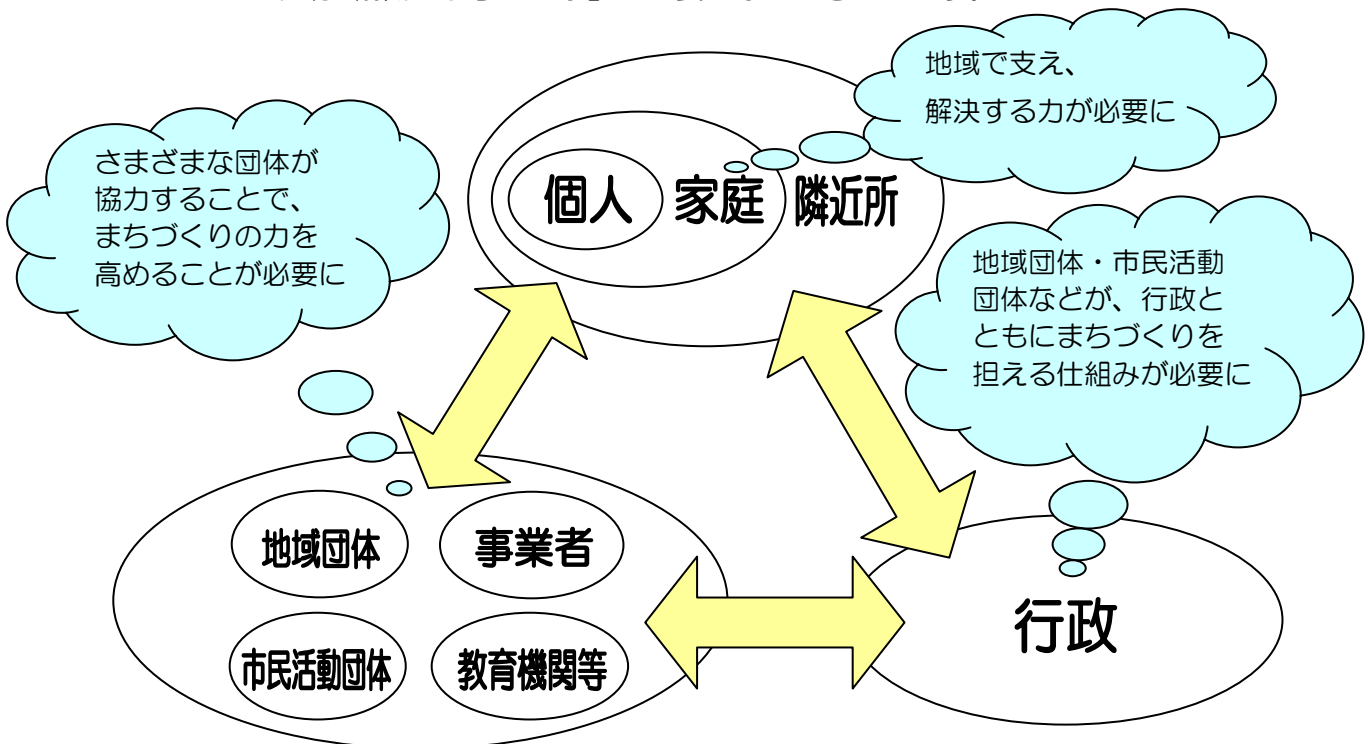 地域で支え、
解決する力が必要に
さまざまな団体が
協力することで、
まちづくりの力を
高めることが必要に
個人 家庭 隣近所
地域団体・市民活動
団体などが、行政と
ともにまちづくりを
担える仕組みが必要に
地域団体 事業者
市民活動団体 教育機関等
行政